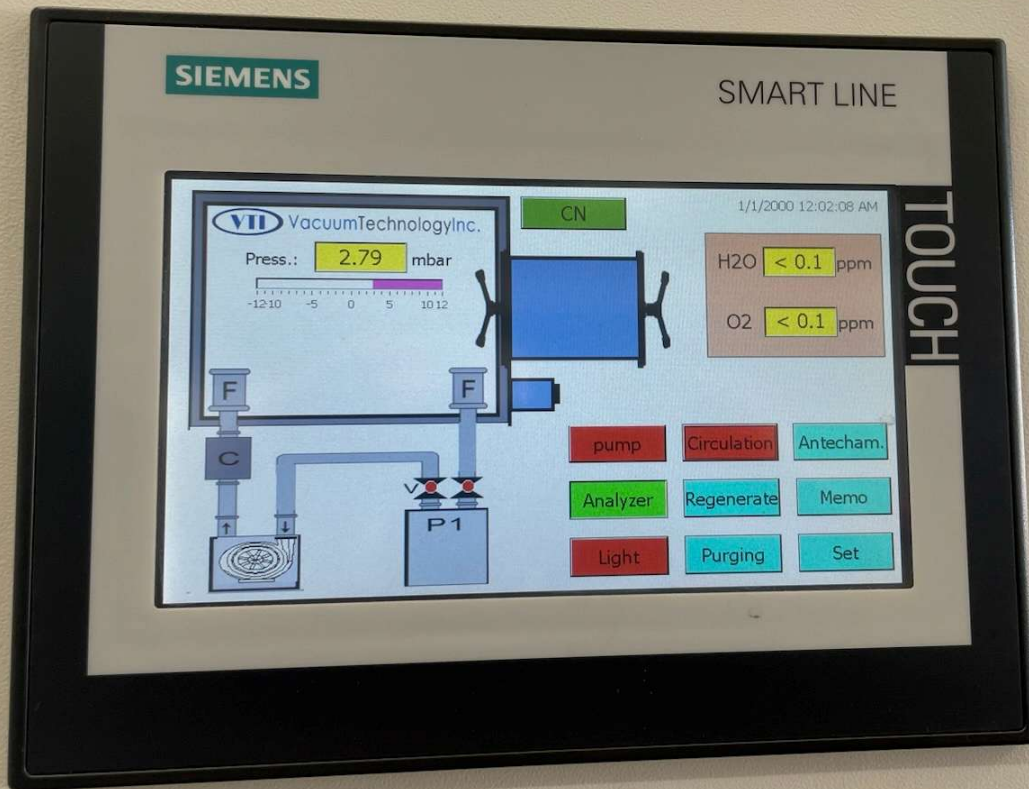 SIEMENS
SMART LINE
TOUCH
VTI VacuumTechnologyInc.
CN
1/1/2000 12:02:08 AM
Press.: 2.79 mbar
-12-10 -5 0 5 10 12
H2O < 0.1 ppm
O2 < 0.1 ppm
F
F
C
V
P1
pump Circulation Antecham.
Analyzer Regenerate Memo
Light Purging Set